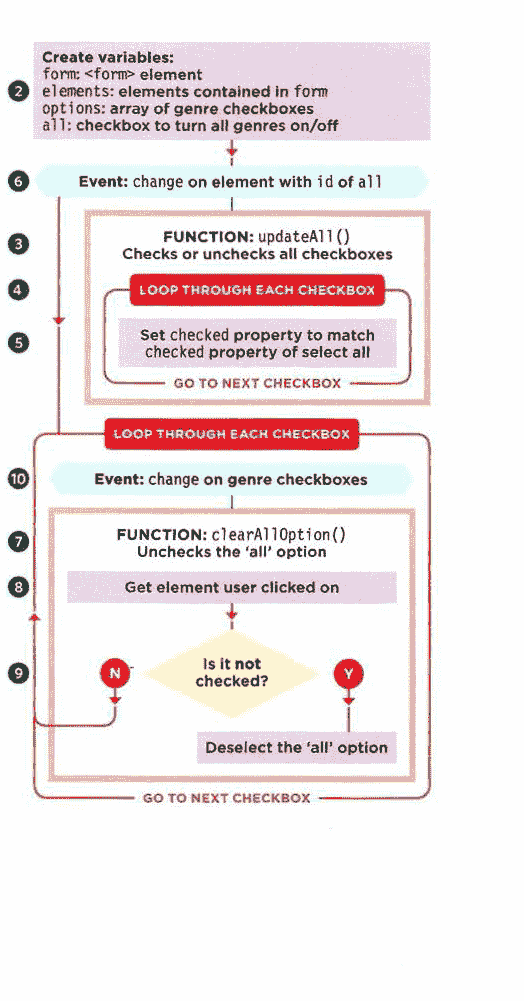 Create variables:
form: <form> element
2
elements: elements contained in form
options: array of genre checkboxes
all: checkbox to turn all genres on/off
6
Event: change on element with id of all
3
FUNCTION: updateAll()
Checks or unchecks all checkboxes
4
LOOP THROUGH EACH CHECKBOX
5
Set checked property to match
checked property of select all
GO TO NEXT CHECKBOX
LOOP THROUGH EACH CHECKBOX
10
Event: change on genre checkboxes
7
FUNCTION: clearAllOption()
Unchecks the ‘all’ option
8
Get element user clicked on
9
N
Is it not
checked?
Y
Deselect the ‘all’ option
GO TO NEXT CHECKBOX